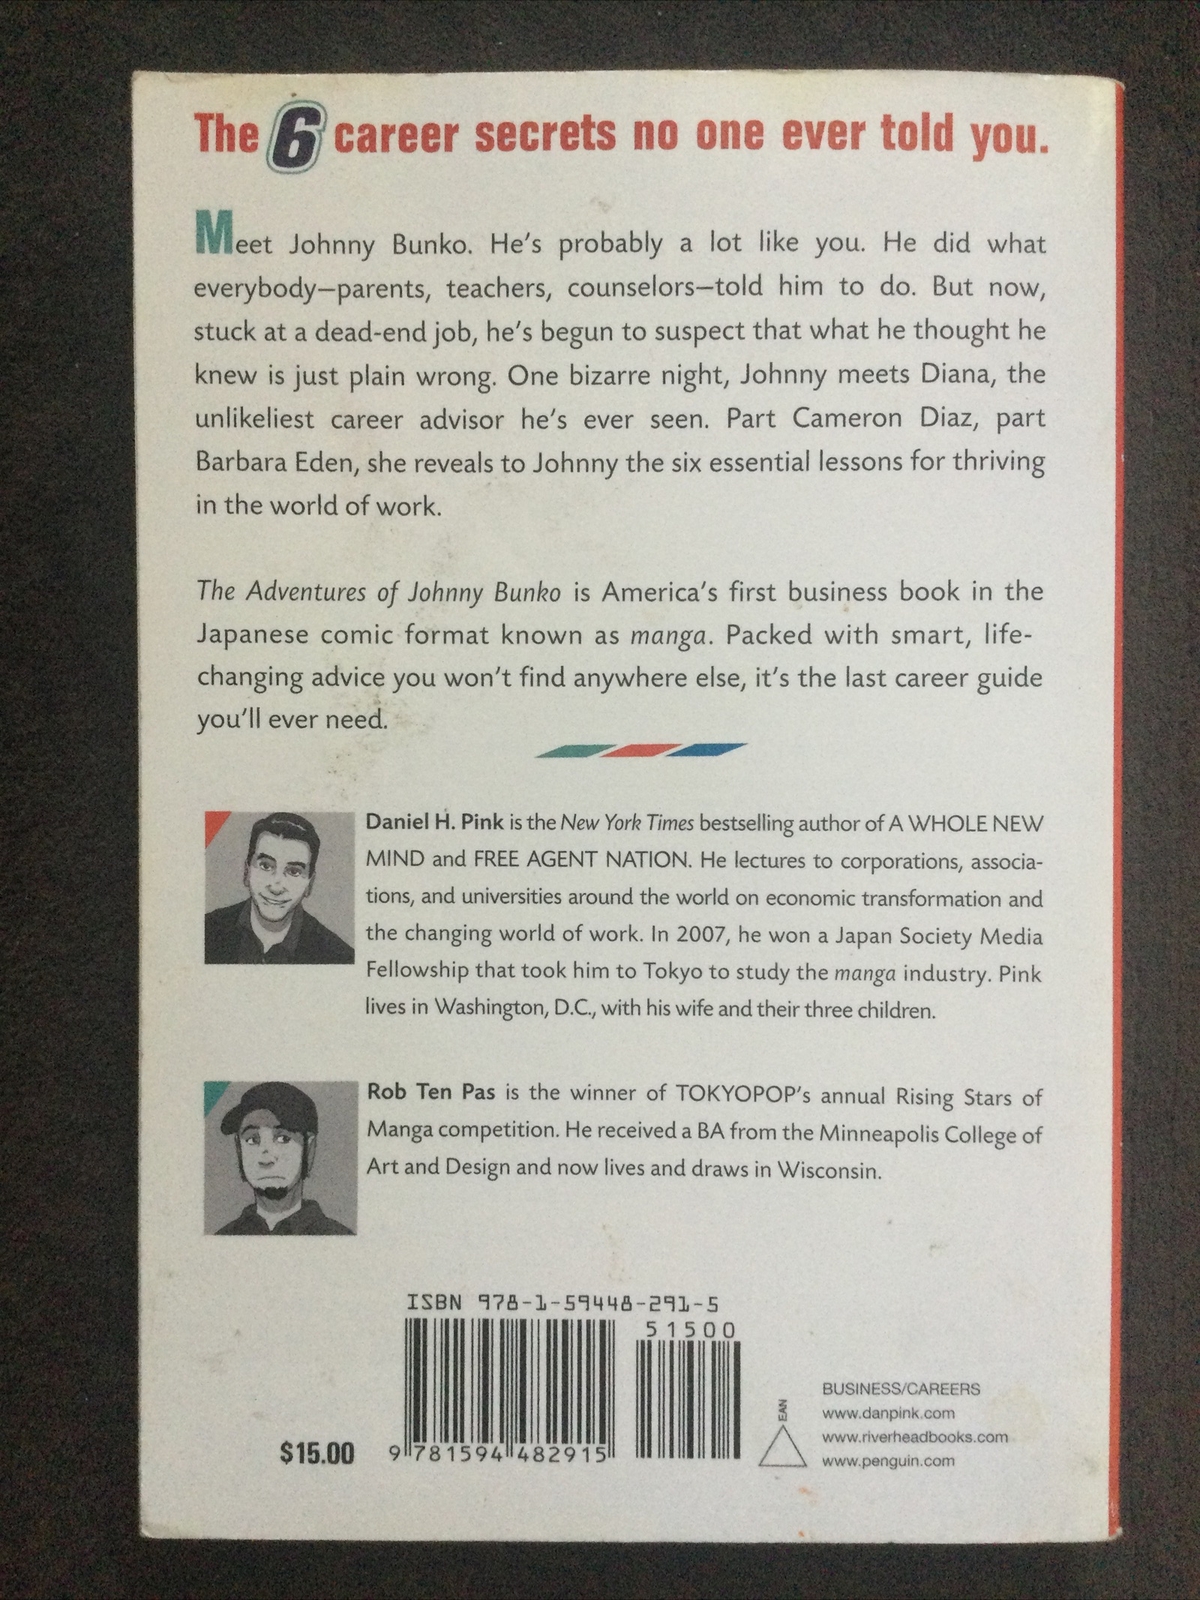 The 6 career secrets no one ever told you.
Meet Johnny Bunko. He's probably a lot like you. He did what
everybody—parents, teachers, counselors—told him to do. But now,
stuck at a dead-end job, he's begun to suspect that what he thought he
knew is just plain wrong. One bizarre night, Johnny meets Diana, the
unlikeliest career advisor he's ever seen. Part Cameron Diaz, part
Barbara Eden, she reveals to Johnny the six essential lessons for thriving
in the world of work.
The Adventures of Johnny Bunko is America's first business book in the
Japanese comic format known as manga. Packed with smart, life-
changing advice you won't find anywhere else, it's the last career guide
you'll ever need.
Daniel H. Pink is the New York Times bestselling author of A WHOLE NEW
MIND and FREE AGENT NATION. He lectures to corporations, associa-
tions, and universities around the world on economic transformation and
the changing world of work. In 2007, he won a Japan Society Media
Fellowship that took him to Tokyo to study the manga industry. Pink
lives in Washington, D.C., with his wife and their three children.
Rob Ten Pas is the winner of TOKYOPOP's annual Rising Stars of
Manga competition. He received a BA from the Minneapolis College of
Art and Design and now lives and draws in Wisconsin.
ISBN 978-1-59448-291-5
51500
9 781594 482915
$15.00
EAN
BUSINESS/CAREERS
www.danpink.com
www.riverheadbooks.com
www.penguin.com